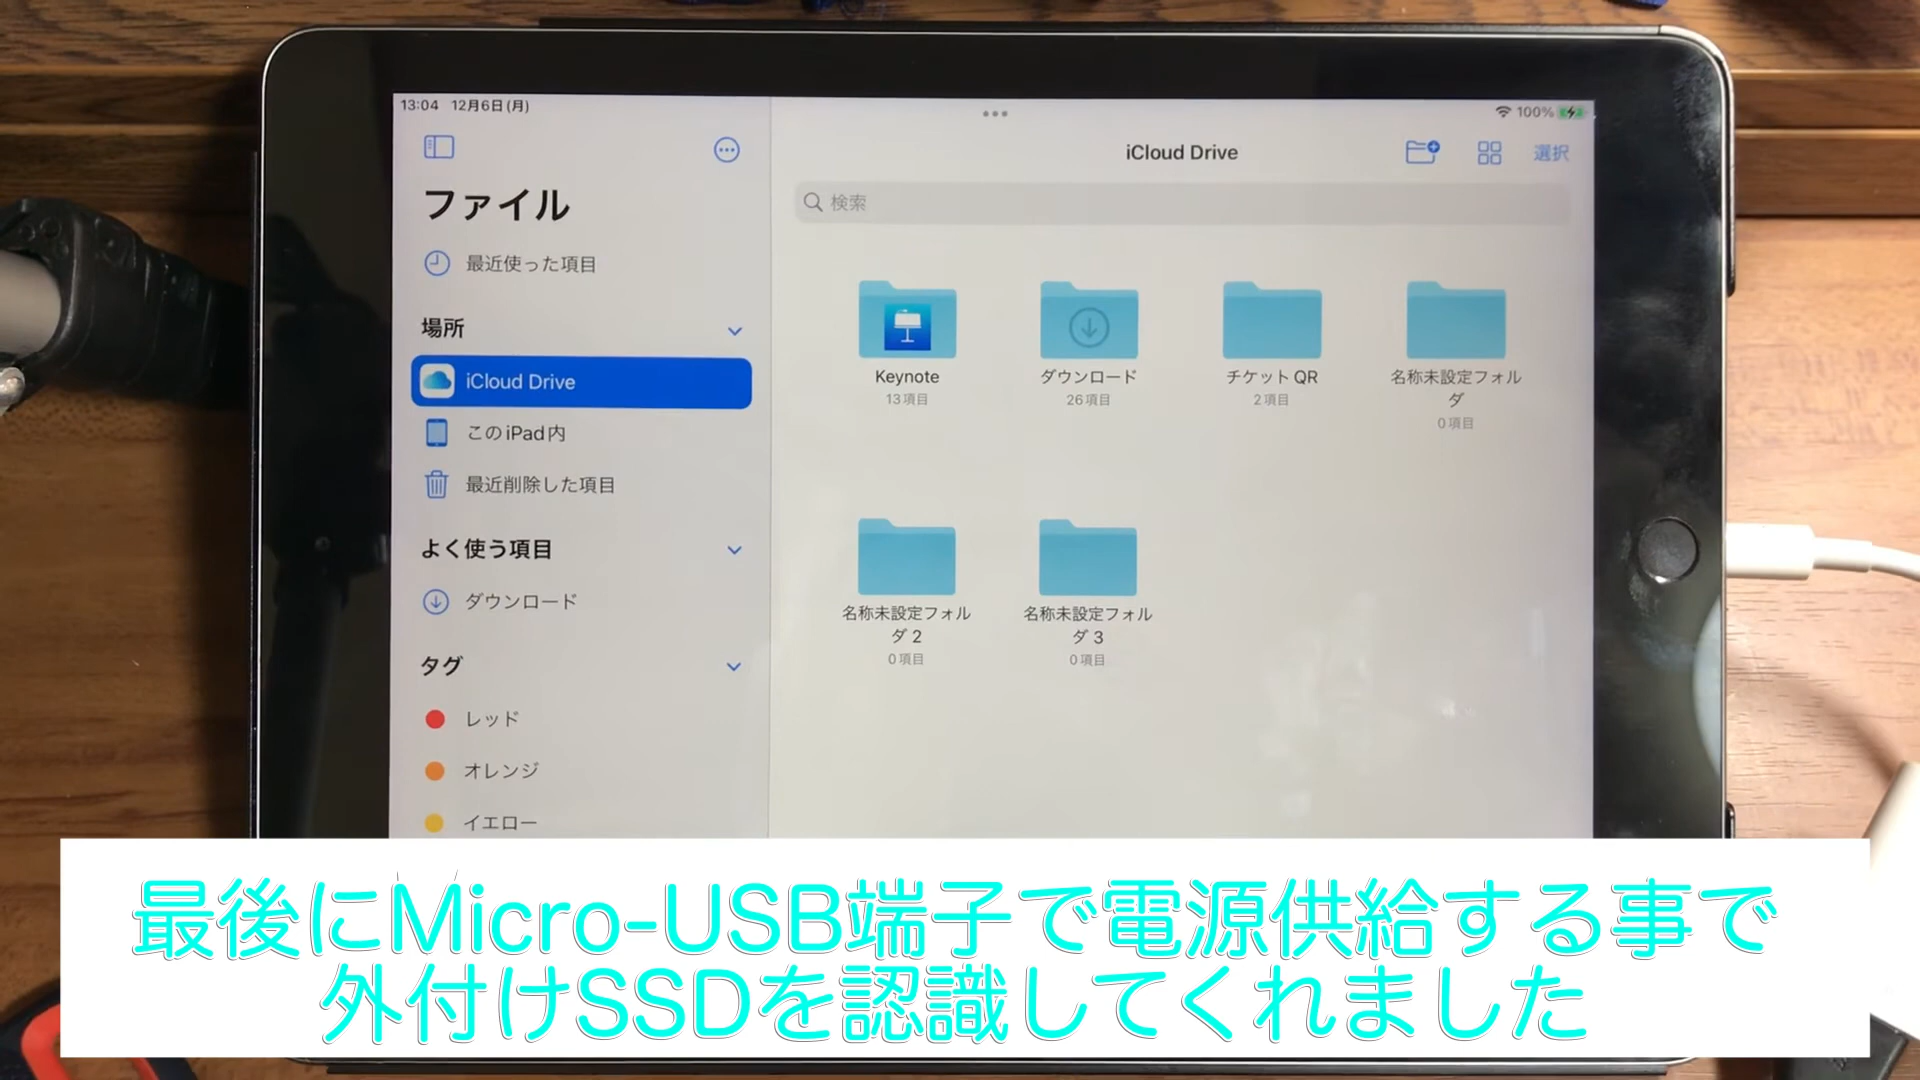 13:04 12月6日(月)
100%
ファイル
最近使った項目
場所
iCloud Drive
このiPad内
最近削除した項目
よく使う項目
ダウンロード
タグ
レッド
オレンジ
イエロー
iCloud Drive
選択
検索
Keynote
13項目
ダウンロード
26項目
チケットQR
2項目
名称未設定フォル
ダ
0項目
名称未設定フォル
ダ 2
0項目
名称未設定フォル
ダ 3
0項目
最後にMicro-USB端子で電源供給する事で
外付けSSDを認識してくれました